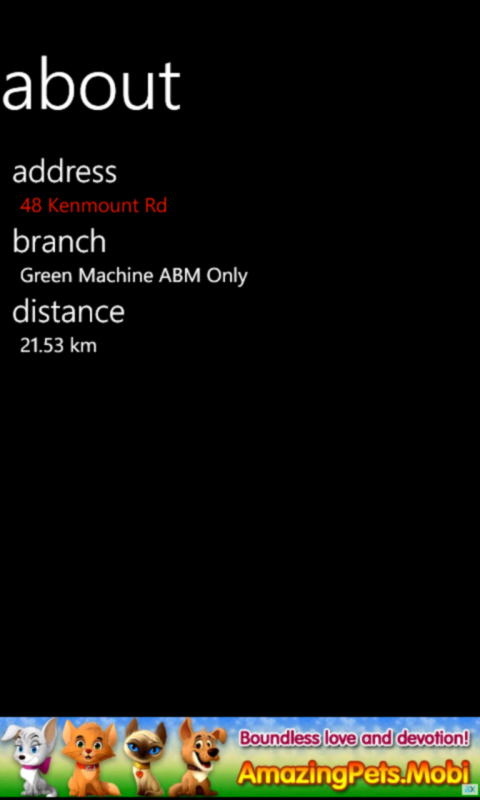 about
address
48 Kenmount Rd
branch
Green Machine ABM Only
distance
21.53 km
Boundless love and devotion!
AmazingPets.Mobi